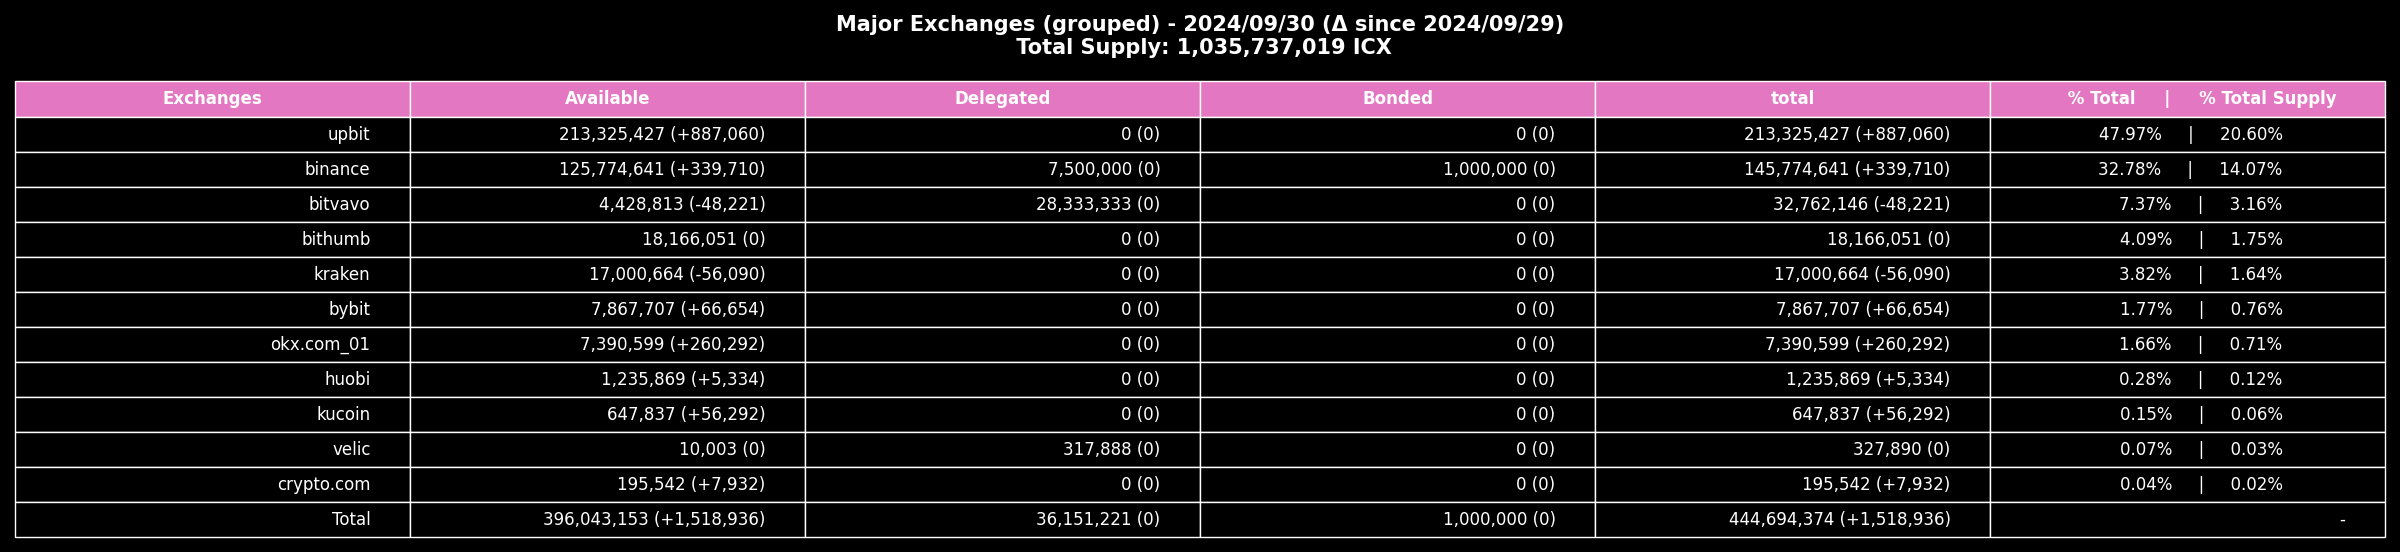 Major Exchanges (grouped) - 2024/09/30 (Δ since 2024/09/29)
Total Supply: 1,035,737,019 ICX
Exchanges Available Delegated Bonded total % Total | % Total Supply
upbit 213,325,427 (+887,060) 0 (0) 0 (0) 213,325,427 (+887,060) 47.97% | 20.60%
binance 125,774,641 (+339,710) 7,500,000 (0) 1,000,000 (0) 145,774,641 (+339,710) 32.78% | 14.07%
bitvavo 4,428,813 (-48,221) 28,333,333 (0) 0 (0) 32,762,146 (-48,221) 7.37% | 3.16%
bithumb 18,166,051 (0) 0 (0) 0 (0) 18,166,051 (0) 4.09% | 1.75%
kraken 17,000,664 (-56,090) 0 (0) 0 (0) 17,000,664 (-56,090) 3.82% | 1.64%
bybit 7,867,707 (+66,654) 0 (0) 0 (0) 7,867,707 (+66,654) 1.77% | 0.76%
okx.com_01 7,390,599 (+260,292) 0 (0) 0 (0) 7,390,599 (+260,292) 1.66% | 0.71%
huobi 1,235,869 (+5,334) 0 (0) 0 (0) 1,235,869 (+5,334) 0.28% | 0.12%
kucoin 647,837 (+56,292) 0 (0) 0 (0) 647,837 (+56,292) 0.15% | 0.06%
velic 10,003 (0) 317,888 (0) 0 (0) 327,890 (0) 0.07% | 0.03%
crypto.com 195,542 (+7,932) 0 (0) 0 (0) 195,542 (+7,932) 0.04% | 0.02%
Total 396,043,153 (+1,518,936) 36,151,221 (0) 1,000,000 (0) 444,694,374 (+1,518,936) -